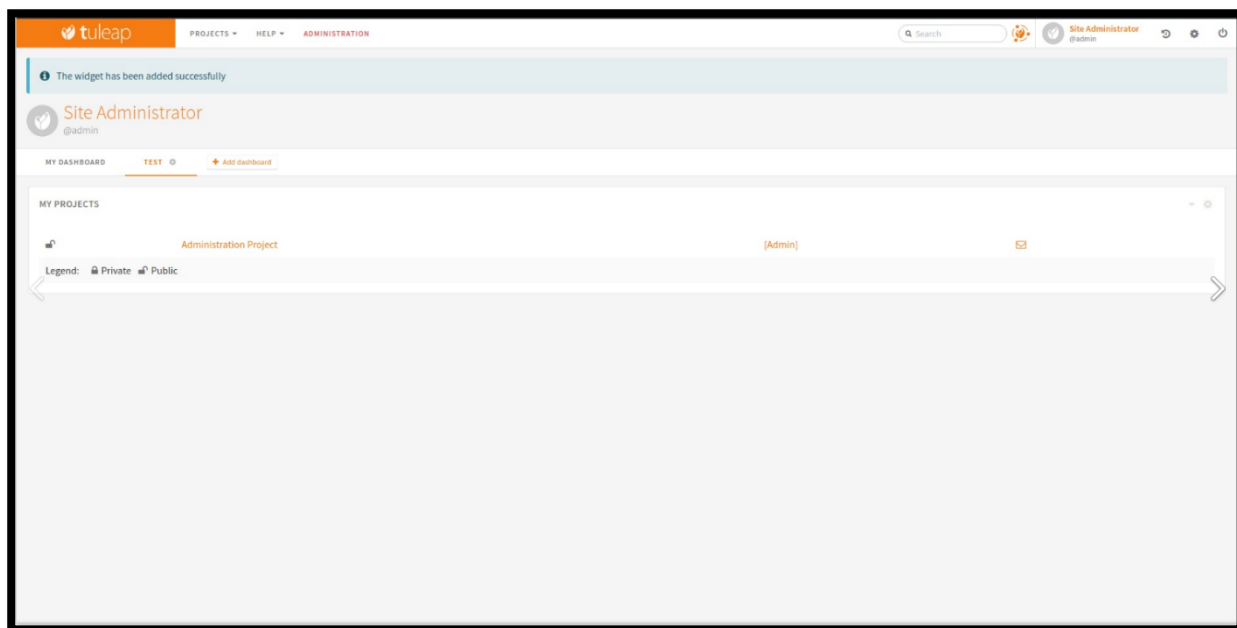 tuleap PROJECTS HELP ADMINISTRATION Search Site Administrator
@admin
The widget has been added successfully
Site Administrator
@admin
MY DASHBOARD TEST + Add dashboard
MY PROJECTS
Administration Project [Admin]
Legend: Private Public